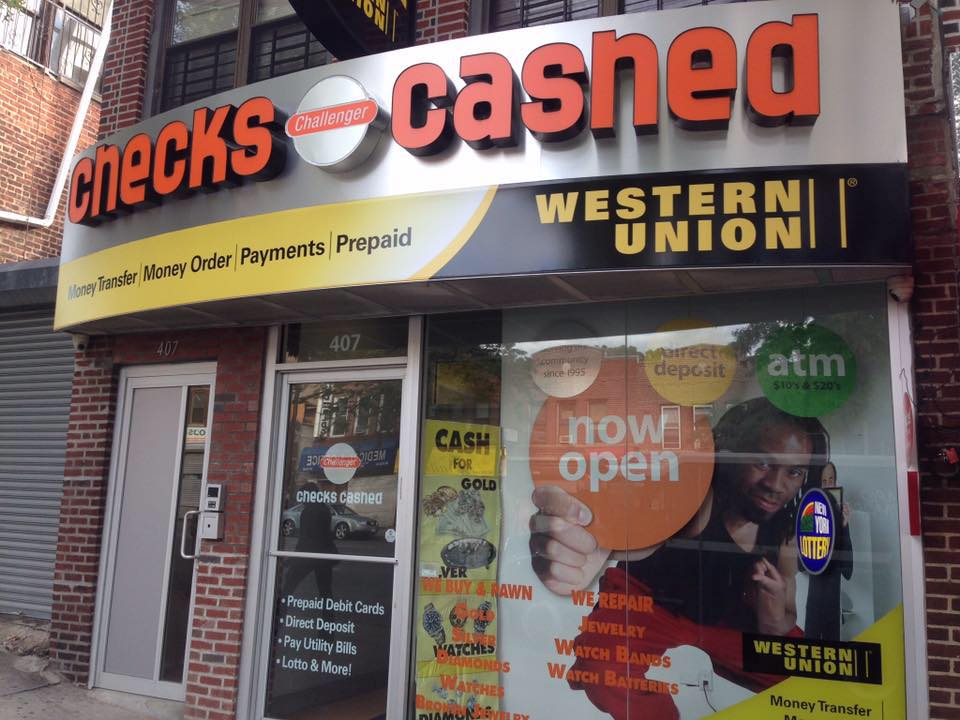 checks Challenger cashed
WESTERN
UNION ®
Money Transfer | Money Order | Payments | Prepaid
407
407
Challenger
checks cashed
• Prepaid Debit Cards
• Direct Deposit
• Pay Utility Bills
• Lotto & More!
CASH
FOR
GOLD
WATCHES
DIAMONDS
WE BUY & PAWN
GOLD
SILVER
DIAMONDS
WATCHES
BROKEN JEWELRY
community
since 1995
direct
deposit
atm
$10's & $20's
now
open
WE REPAIR
JEWELRY
WATCH BANDS
WATCH BATTERIES
NEW
YORK
LOTTERY
WESTERN
UNION
Money Transfer